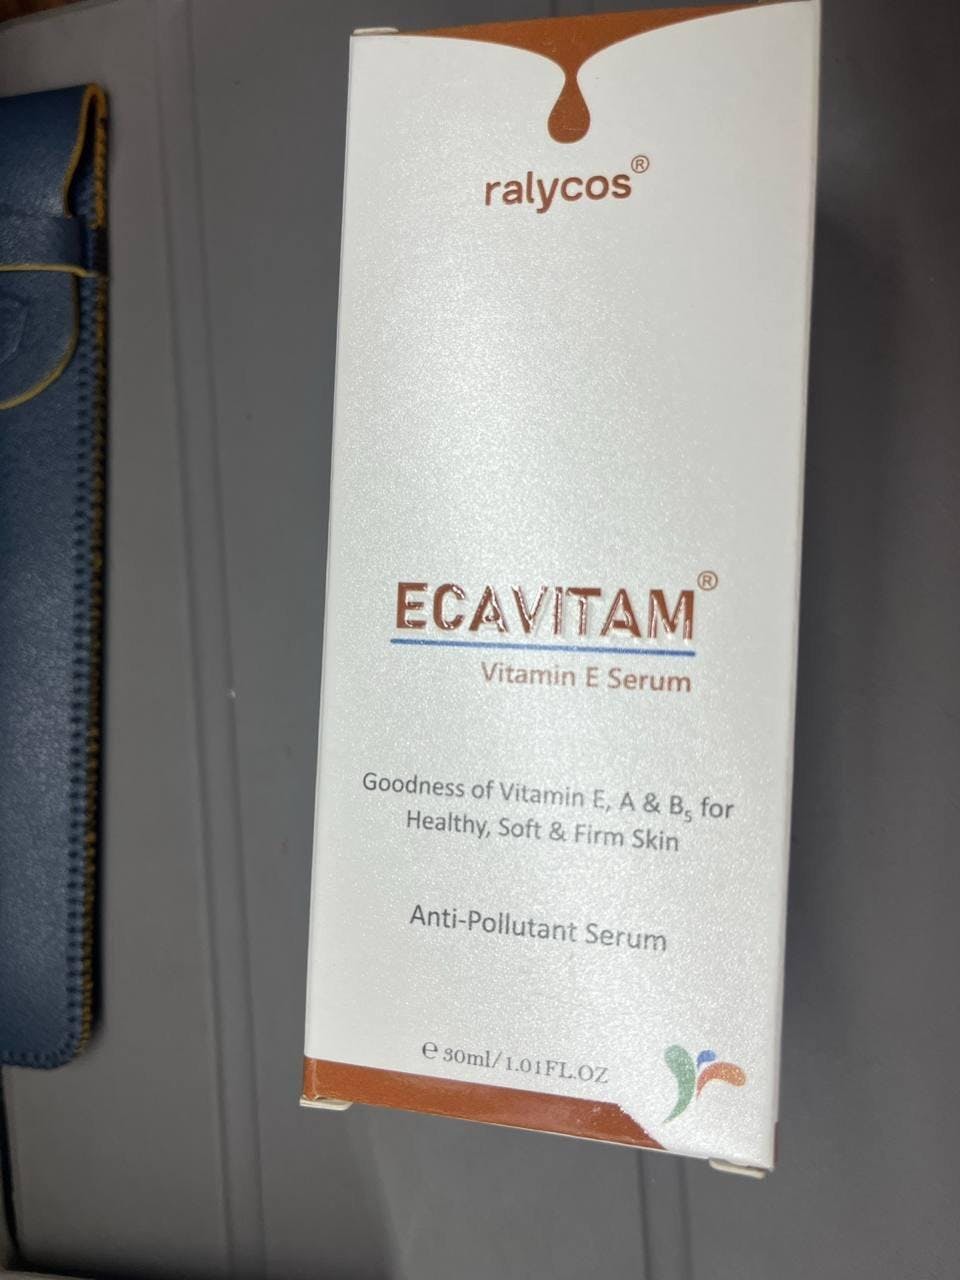 ralycos®
ECAVITAM®
Vitamin E Serum
Goodness of Vitamin E, A & B₅ for
Healthy, Soft & Firm Skin
Anti-Pollutant Serum
℮ 30ml/1.01FL.OZ